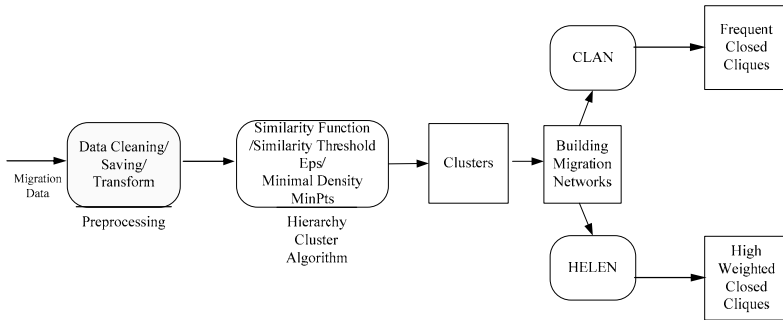 Migration
Data
Data Cleaning/
Saving/
Transform
Preprocessing
Similarity Function
/Similarity Threshold
Eps/
Minimal Density
MinPts
Hierarchy
Cluster
Algorithm
Clusters
Building
Migration
Networks
CLAN
Frequent
Closed
Cliques
HELEN
High
Weighted
Closed
Cliques